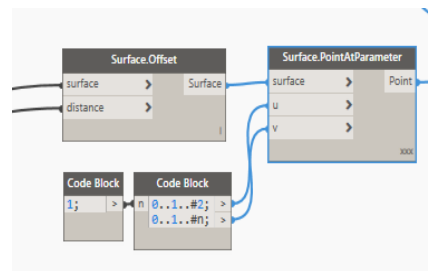 Surface.Offset
surface > Surface
distance >
I
Surface.PointAtParameter
surface > Point
u >
v >
xxx
Code Block
1; >
Code Block
n 0..1..#2; >
0..1..#n; >